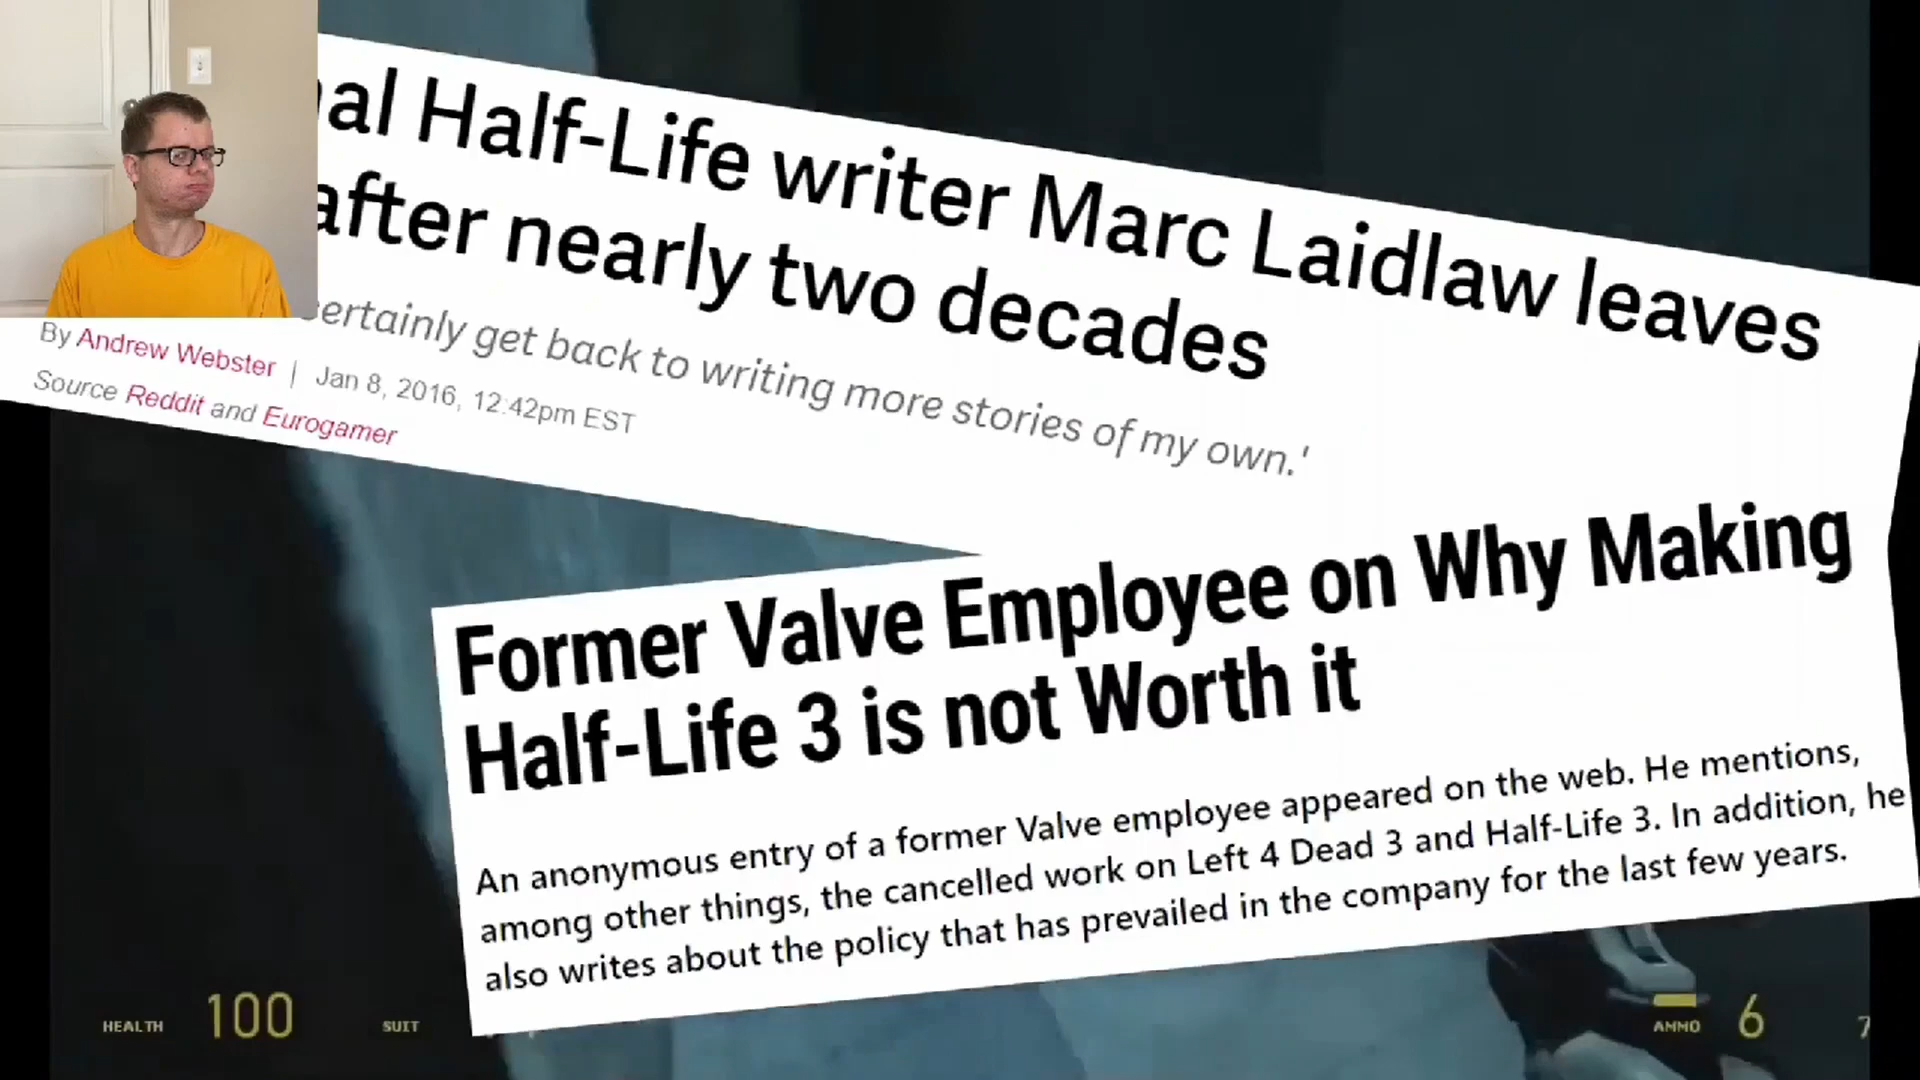 al Half-Life writer Marc Laidlaw leaves
after nearly two decades
certainly get back to writing more stories of my own.'
By Andrew Webster | Jan 8, 2016, 12:42pm EST
Source Reddit and Eurogamer
Former Valve Employee on Why Making
Half-Life 3 is not Worth it
An anonymous entry of a former Valve employee appeared on the web. He mentions,
among other things, the cancelled work on Left 4 Dead 3 and Half-Life 3. In addition, he
also writes about the policy that has prevailed in the company for the last few years.
HEALTH 100 SUIT AMMO 6 7